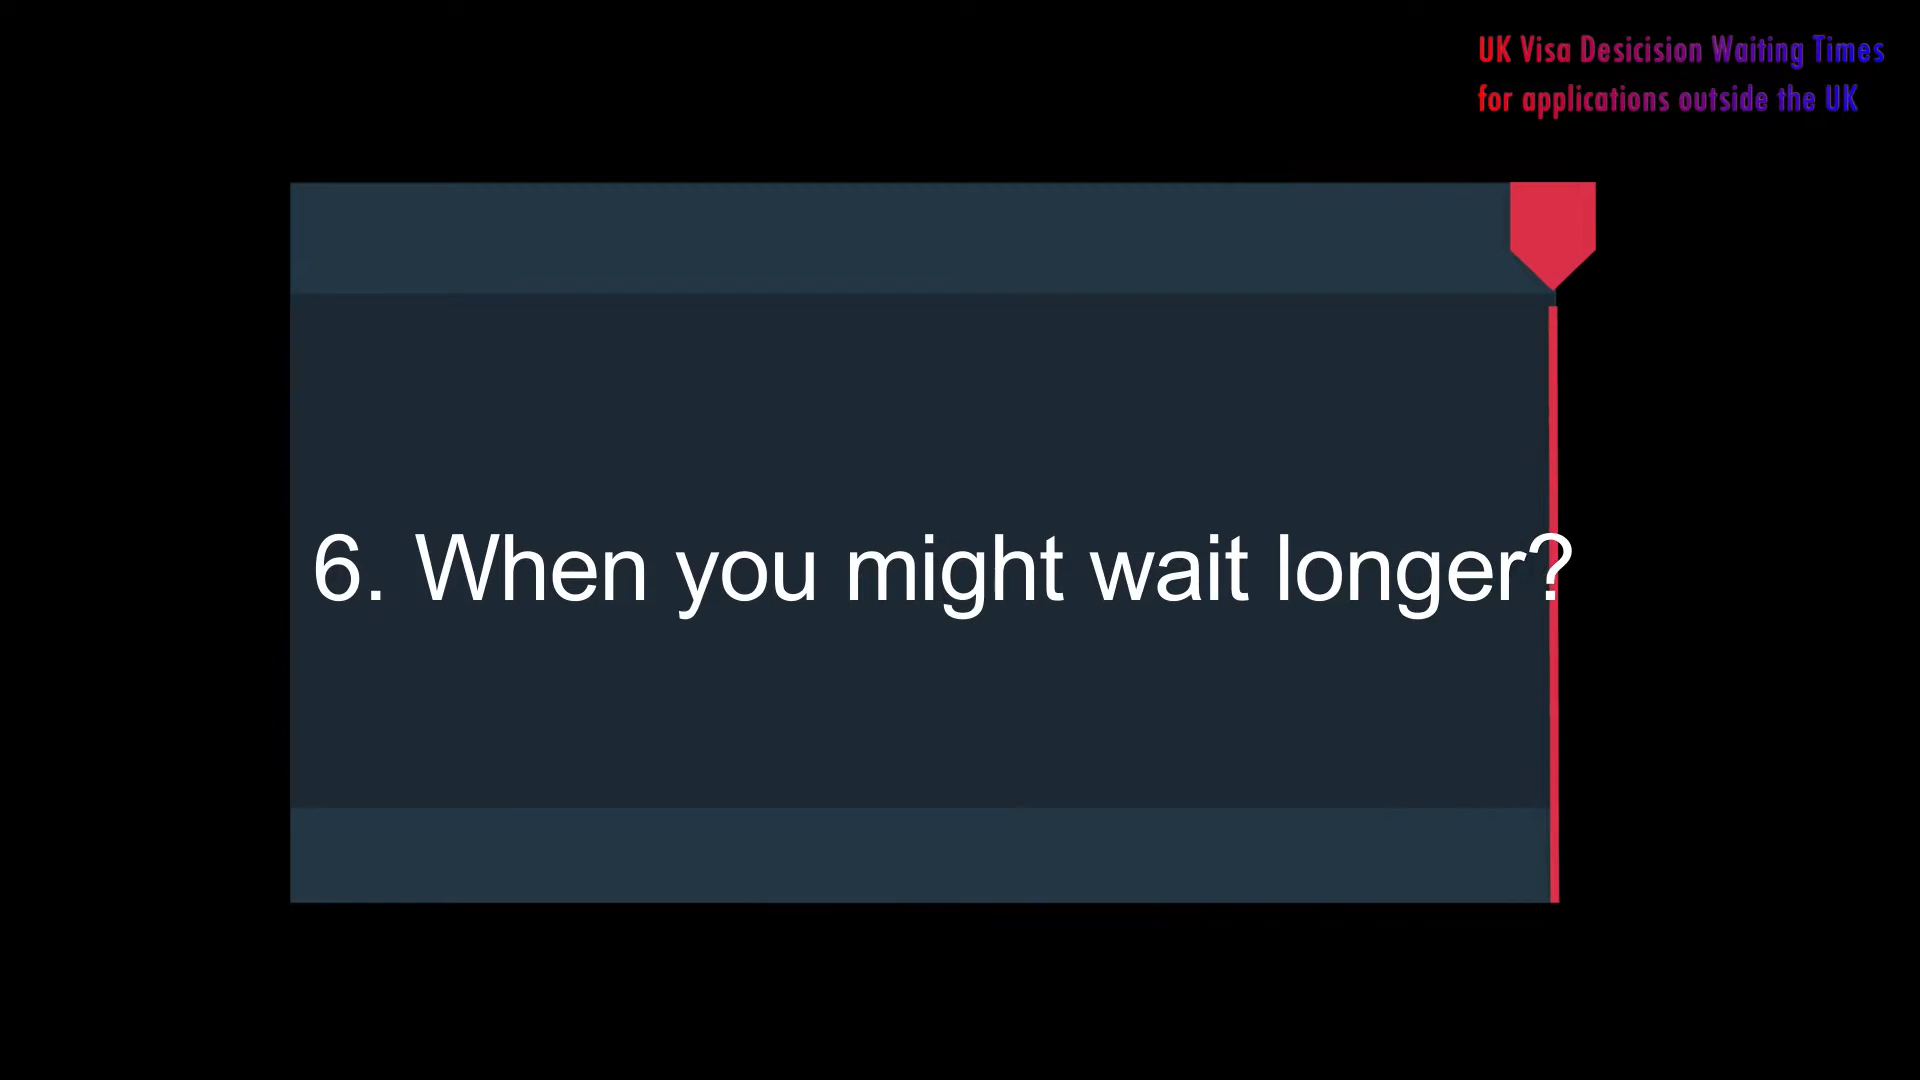 UK Visa Desicision Waiting Times
for applications outside the UK
6. When you might wait longer?